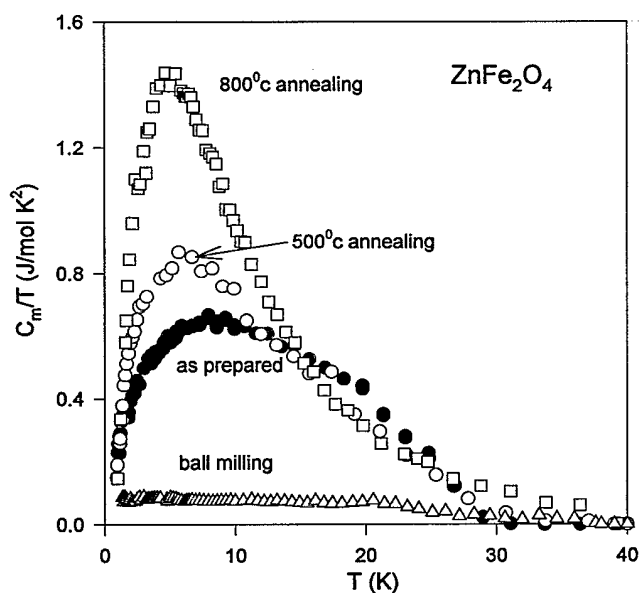 1.6
ZnFe₂O₄
800⁰c annealing
1.2
500⁰c annealing
0.8
Cₘ/T (J/mol K²)
as prepared
0.4
ball milling
0.0
0 10 20 30 40
T (K)